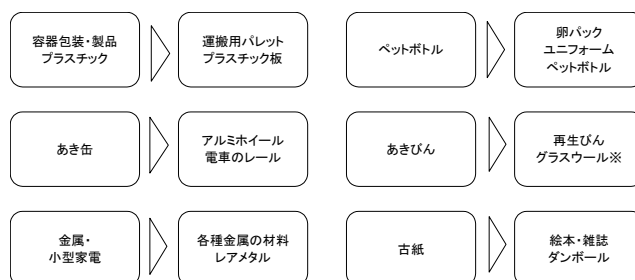 容器包装・製品
プラスチック
運搬用パレット
プラスチック板
ペットボトル
卵パック
ユニフォーム
ペットボトル
あき缶
アルミホイール
電車のレール
あきびん
再生びん
グラスウール※
金属・
小型家電
各種金属の材料
レアメタル
古紙
絵本・雑誌
ダンボール